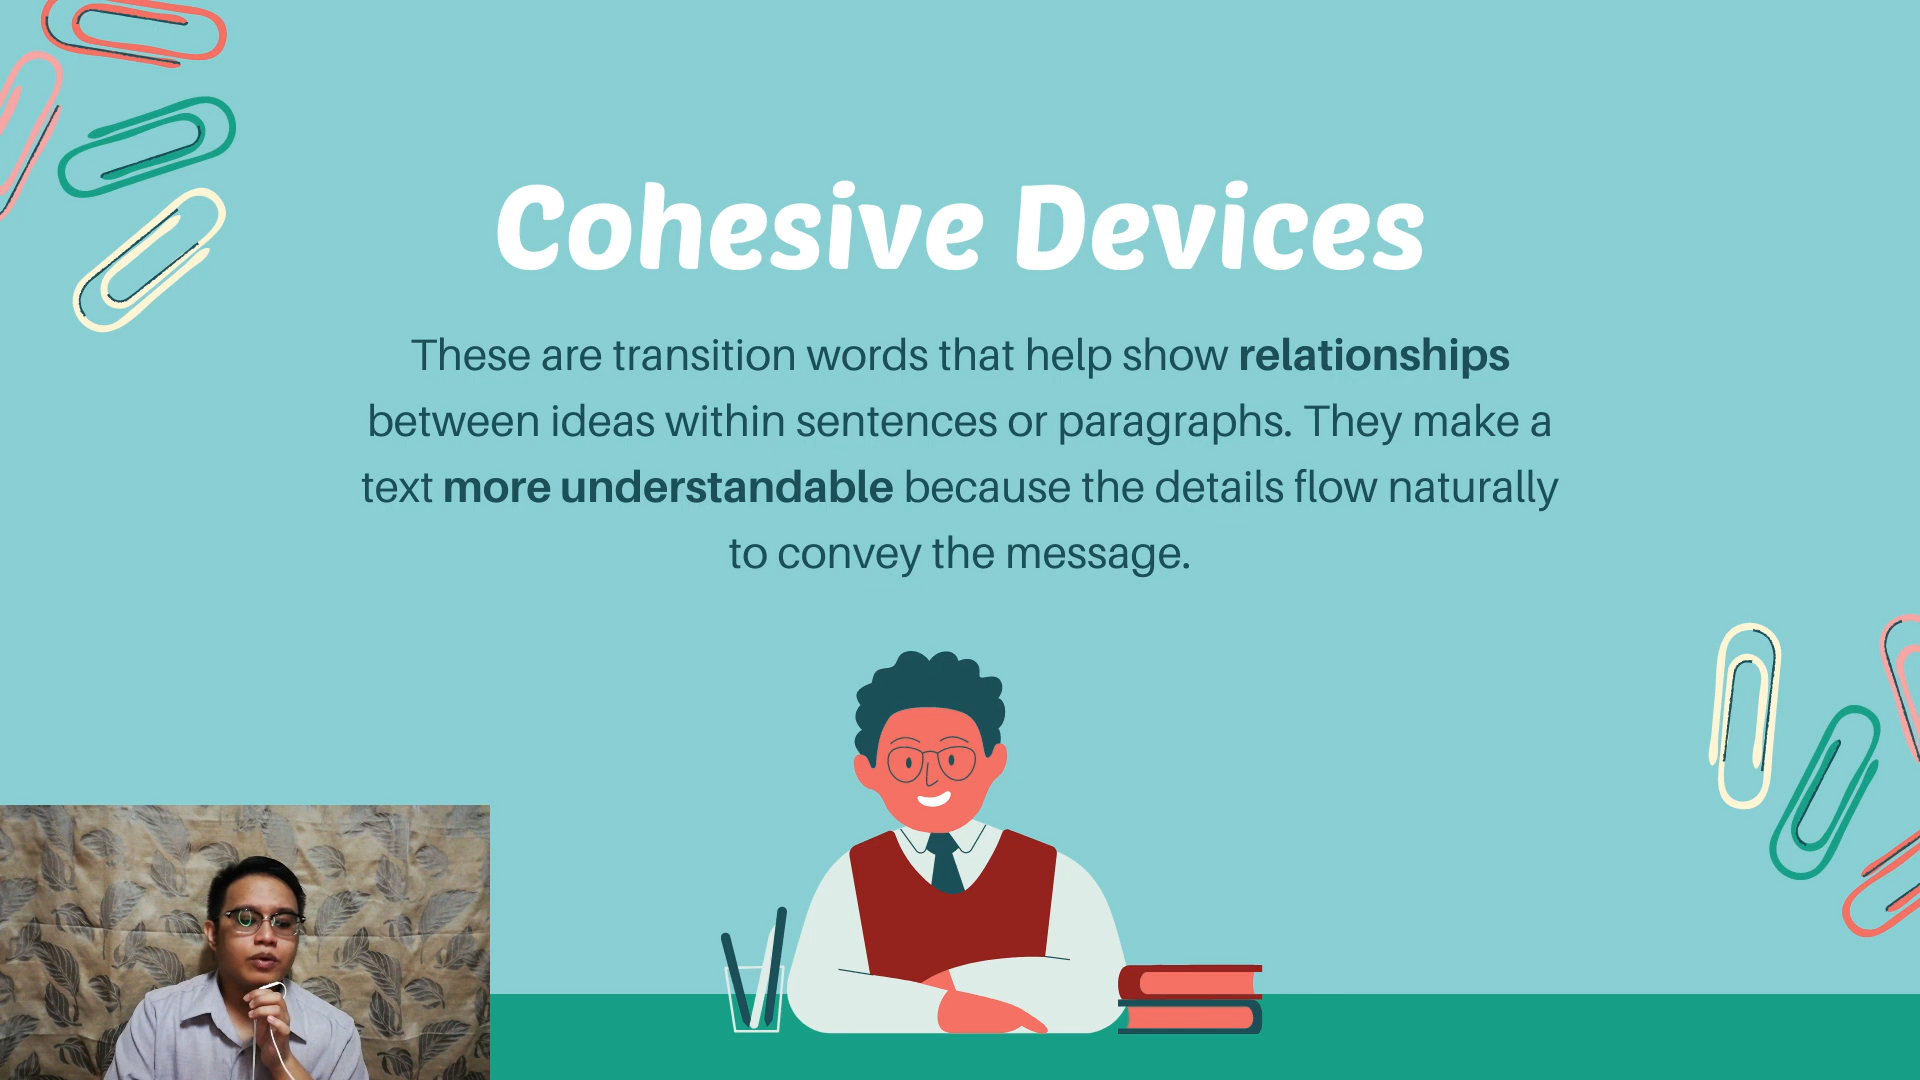 Cohesive Devices
These are transition words that help show relationships
between ideas within sentences or paragraphs. They make a
text more understandable because the details flow naturally
to convey the message.